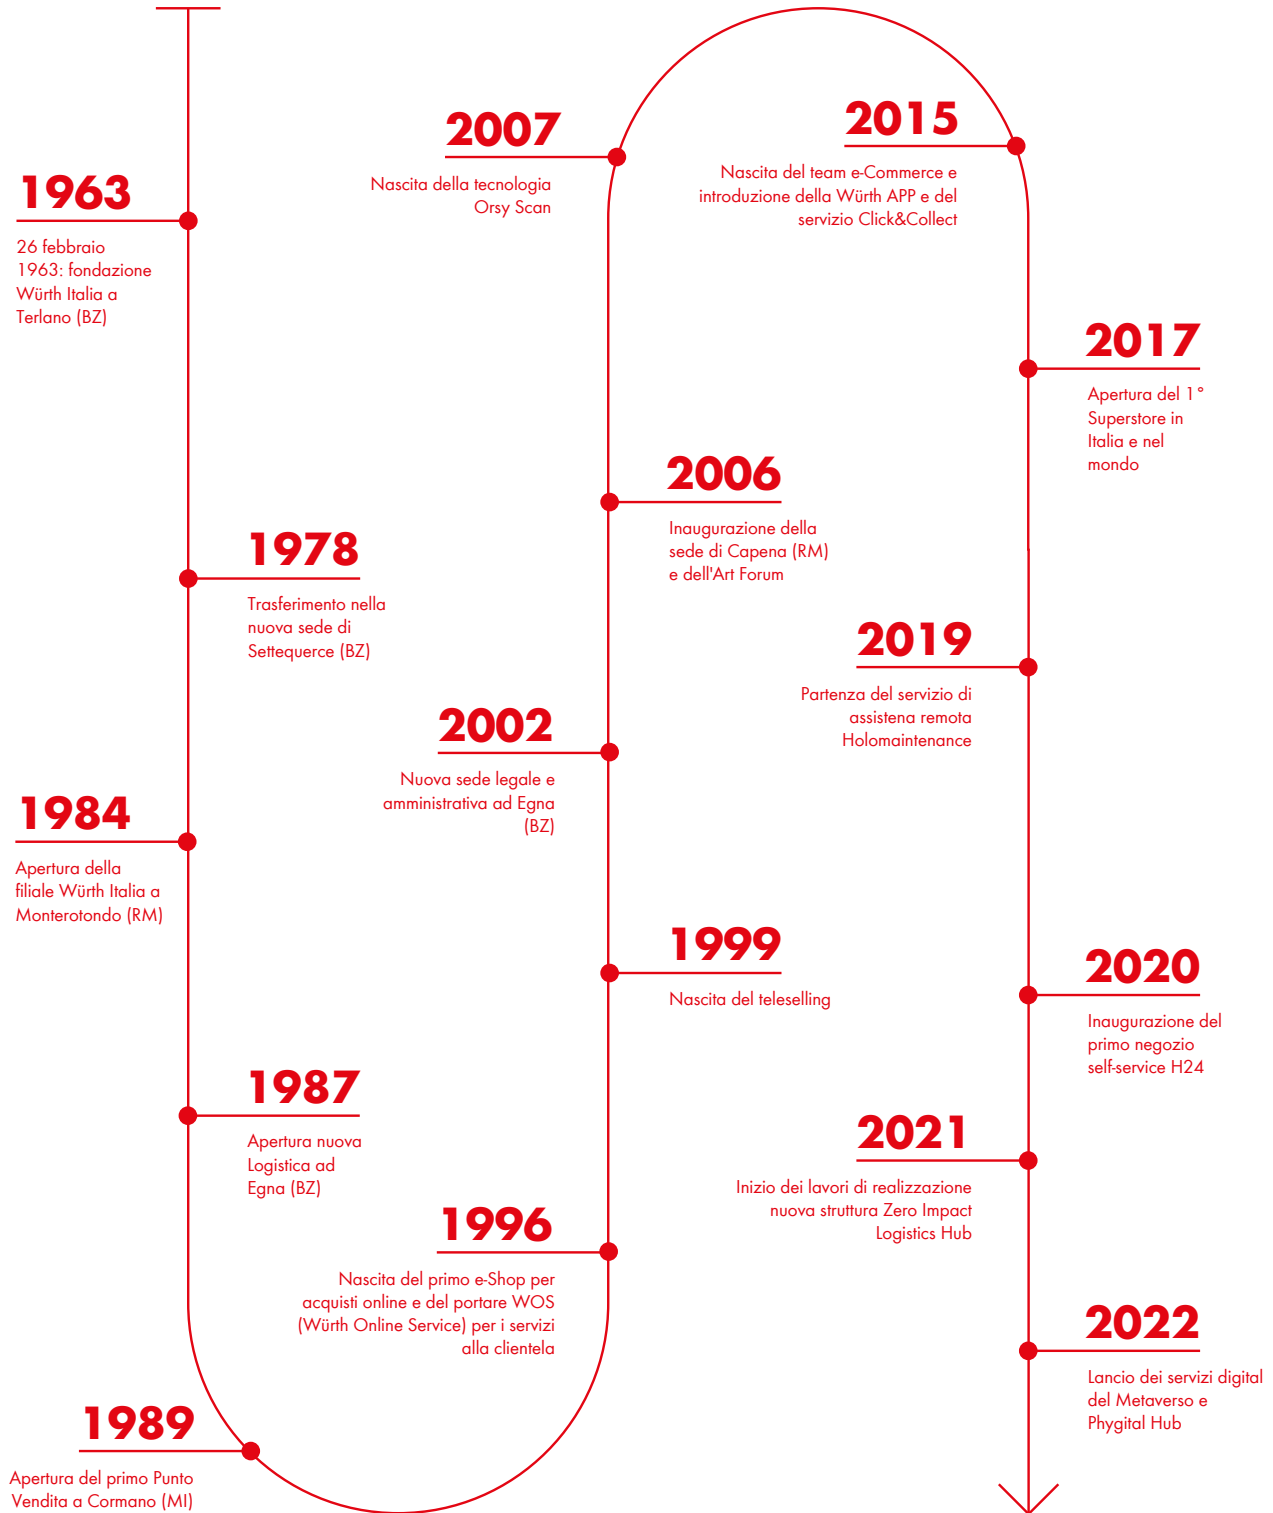 1963
26 febbraio
1963: fondazione
Würth Italia a
Terlano (BZ)
1978
Trasferimento nella
nuova sede di
Settequerce (BZ)
1984
Apertura della
filiale Würth Italia a
Monterotondo (RM)
1987
Apertura nuova
Logistica ad
Egna (BZ)
1989
Apertura del primo Punto
Vendita a Cormano (MI)
1996
Nascita del primo e-Shop per
acquisti online e del portare WOS
(Würth Online Service) per i servizi
alla clientela
1999
Nascita del teleselling
2002
Nuova sede legale e
amministrativa ad Egna
(BZ)
2006
Inaugurazione della
sede di Capena (RM)
e dell'Art Forum
2007
Nascita della tecnologia
Orsy Scan
2015
Nascita del team e-Commerce e
introduzione della Würth APP e del
servizio Click&Collect
2017
Apertura del 1°
Superstore in
Italia e nel
mondo
2019
Partenza del servizio di
assistena remota
Holomaintenance
2020
Inaugurazione del
primo negozio
self-service H24
2021
Inizio dei lavori di realizzazione
nuova struttura Zero Impact
Logistics Hub
2022
Lancio dei servizi digital
del Metaverso e
Phygital Hub